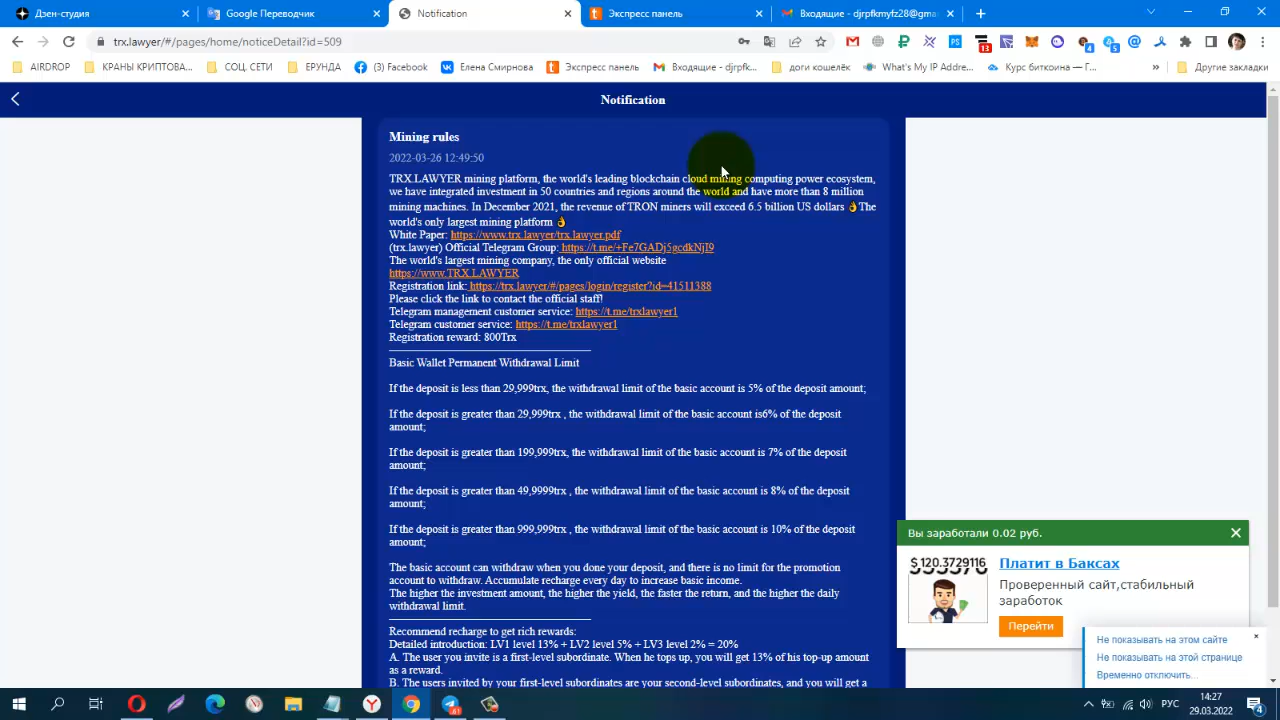 Дзен-студия
Google Переводчик
Notification
Экспресс панель
Входящие - djrpfkmyfz28@gma
trx.lawyer/#/pages/home/noticeDetail?id=509
AIRDROP
КРАНЫ КРИПТОВА...
СОЦ. СЕТИ
ЕРУНДА
(3) Facebook
Елена Смирнова
Экспресс панель
Входящие - djrpfk...
доги кошелёк
What's My IP Addre...
Курс биткоина — Г...
Другие закладки
Notification
Mining rules
2022-03-26 12:49:50
TRX.LAWYER mining platform, the world's leading blockchain cloud mining computing power ecosystem,
we have integrated investment in 50 countries and regions around the world and have more than 8 million
mining machines. In December 2021, the revenue of TRON miners will exceed 6.5 billion US dollars 👌The
world's only largest mining platform 👌
White Paper: https://www.trx.lawyer/trx.lawyer.pdf
(trx.lawyer) Official Telegram Group: https://t.me/+Fe7GADj5gcdkNjI9
The world's largest mining company, the only official website
https://www.TRX.LAWYER
Registration link: https://trx.lawyer/#/pages/login/register?id=41511388
Please click the link to contact the official staff!
Telegram management customer service: https://t.me/trxlawyer1
Telegram customer service: https://t.me/trxlawyer1
Registration reward: 800Trx
Basic Wallet Permanent Withdrawal Limit
If the deposit is less than 29,999trx, the withdrawal limit of the basic account is 5% of the deposit amount;
If the deposit is greater than 29,999trx , the withdrawal limit of the basic account is6% of the deposit
amount;
If the deposit is greater than 199,999trx, the withdrawal limit of the basic account is 7% of the deposit
amount;
If the deposit is greater than 49,9999trx , the withdrawal limit of the basic account is 8% of the deposit
amount;
If the deposit is greater than 999,999trx , the withdrawal limit of the basic account is 10% of the deposit
amount;
The basic account can withdraw when you done your deposit, and there is no limit for the promotion
account to withdraw. Accumulate recharge every day to increase basic income.
The higher the investment amount, the higher the yield, the faster the return, and the higher the daily
withdrawal limit.
Recommend recharge to get rich rewards:
Detailed introduction: LV1 level 13% + LV2 level 5% + LV3 level 2% = 20%
A. The user you invite is a first-level subordinate. When he tops up, you will get 13% of his top-up amount
as a reward.
B. The users invited by your first-level subordinates are your second-level subordinates, and you will get a
Вы заработали 0.02 руб.
$ 120.3729116
Платит в Баксах
Проверенный сайт,стабильный
заработок
Перейти
Не показывать на этом сайте
Не показывать на этой странице
Временно отключить...
РУС
14:27
29.03.2022